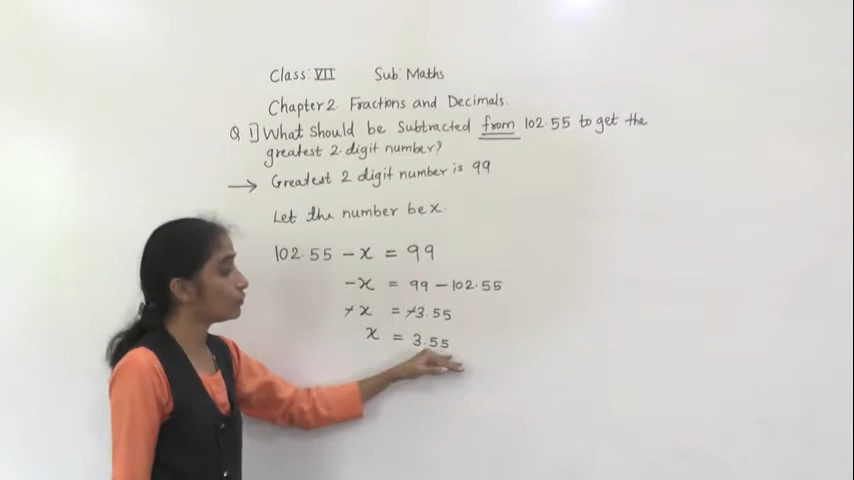 Class: VII Sub: Maths
Chapter 2. Fractions and Decimals.
Q 1] What should be subtracted from 102.55 to get the
greatest 2-digit number?
→ Greatest 2 digit number is 99
Let the number be x.
102.55 - x = 99
-x = 99 - 102.55
-x = -3.55
x = 3.55